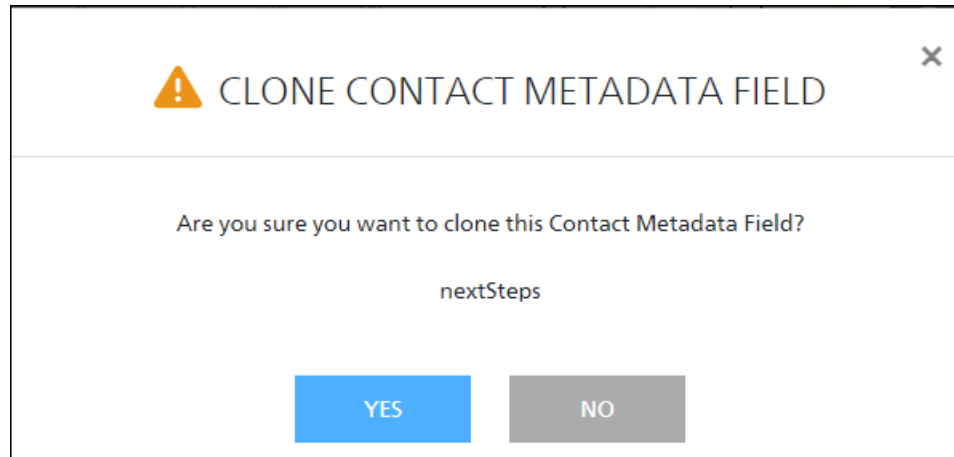 CLONE CONTACT METADATA FIELD
Are you sure you want to clone this Contact Metadata Field?
nextSteps
YES
NO